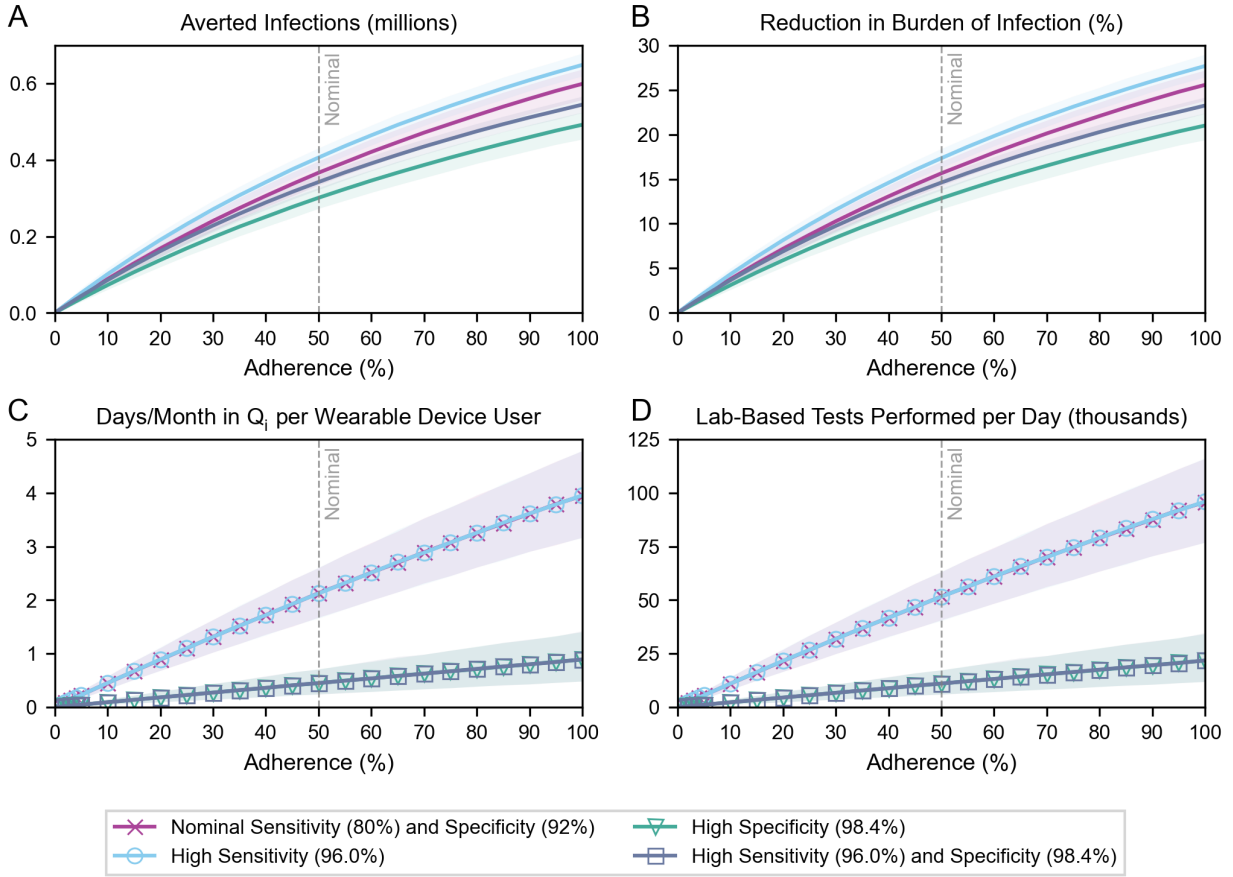 A
Averted Infections (millions)
0.6
0.4
0.2
0.0
Nominal
0 10 20 30 40 50 60 70 80 90 100
Adherence (%)
B
Reduction in Burden of Infection (%)
30
25
20
15
10
5
0
Nominal
0 10 20 30 40 50 60 70 80 90 100
Adherence (%)
C
Days/Month in Qi per Wearable Device User
5
4
3
2
1
0
Nominal
0 10 20 30 40 50 60 70 80 90 100
Adherence (%)
D
Lab-Based Tests Performed per Day (thousands)
125
100
75
50
25
0
Nominal
0 10 20 30 40 50 60 70 80 90 100
Adherence (%)
Nominal Sensitivity (80%) and Specificity (92%)
High Sensitivity (96.0%)
High Specificity (98.4%)
High Sensitivity (96.0%) and Specificity (98.4%)